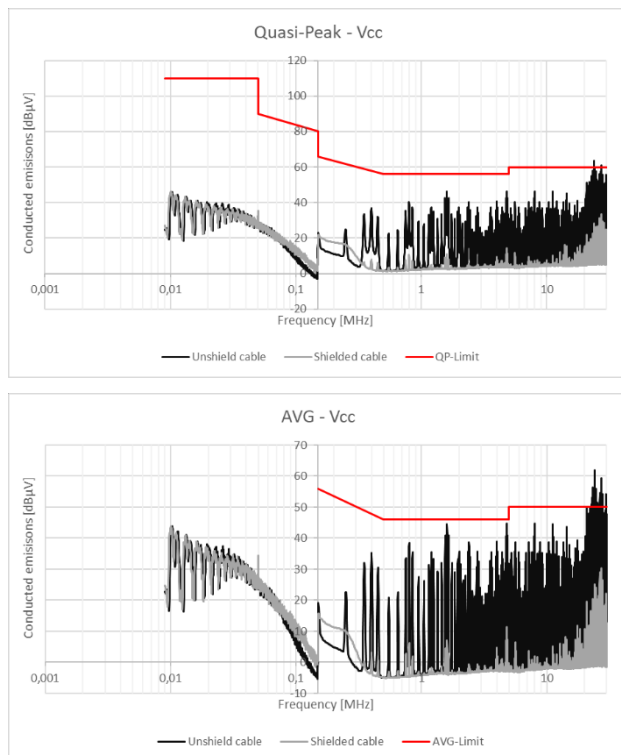 Quasi-Peak - Vcc
120
100
80
60
40
20
0
-20
0,001
0,01
0,1
1
10
Conducted emisisons [dBµV]
Frequency [MHz]
Unshield cable
Shielded cable
QP-Limit
AVG - Vcc
70
60
50
40
30
20
10
0
-10
0,001
0,01
0,1
1
10
Conducted emisisons [dBµV]
Frequency [MHz]
Unshield cable
Shielded cable
AVG-Limit